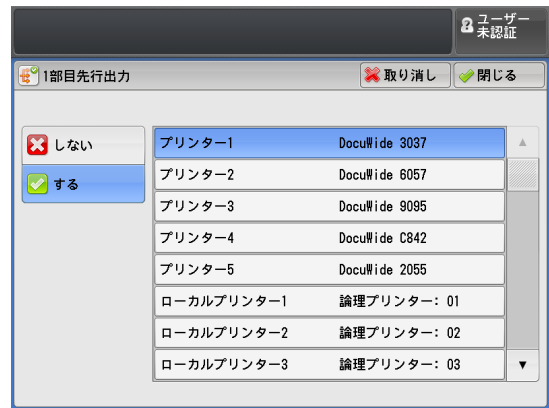 ユーザー
未認証
1部目先行出力
取り消し
閉じる
しない
する
プリンター1 DocuWide 3037
プリンター2 DocuWide 6057
プリンター3 DocuWide 9095
プリンター4 DocuWide C842
プリンター5 DocuWide 2055
ローカルプリンター1 論理プリンター: 01
ローカルプリンター2 論理プリンター: 02
ローカルプリンター3 論理プリンター: 03